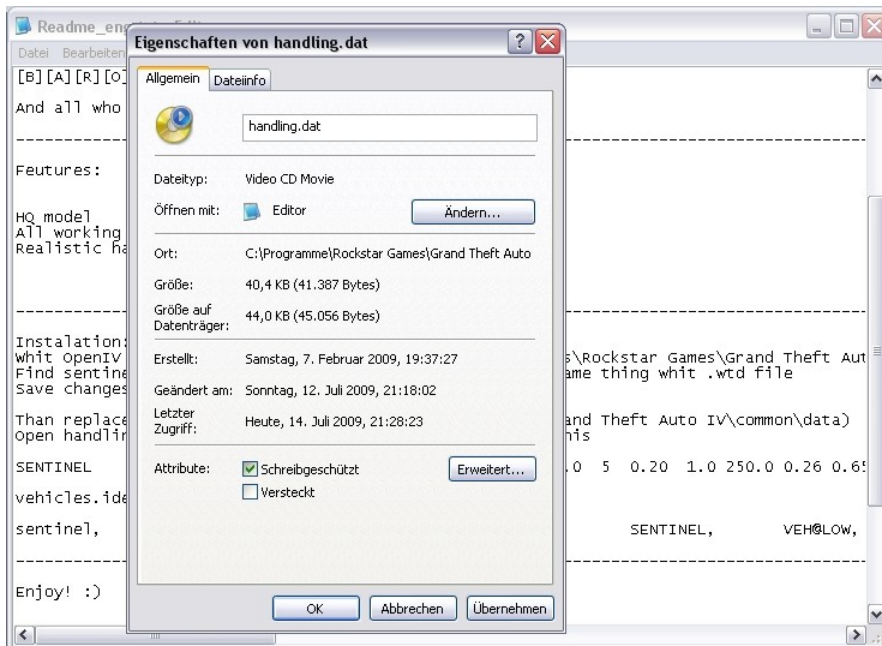 Readme_eng
Datei Bearbeiten
Eigenschaften von handling.dat
Allgemein Dateiinfo
handling.dat
Dateityp: Video CD Movie
Öffnen mit: Editor Ändern...
Ort: C:\Programme\Rockstar Games\Grand Theft Auto
Größe: 40,4 KB (41.387 Bytes)
Größe auf Datenträger: 44,0 KB (45.056 Bytes)
Erstellt: Samstag, 7. Februar 2009, 19:37:27
Geändert am: Sonntag, 12. Juli 2009, 21:18:02
Letzter Zugriff: Heute, 14. Juli 2009, 21:28:23
Attribute: Schreibgeschützt Erweitert...
Versteckt
OK Abbrechen Übernehmen
[B][A][R][O]
And all who
Feutures:
HQ model
All working
Realistic ha
Instalation:
Whit OpenIV s\Rockstar Games\Grand Theft Aut
Find sentine ame thing whit .wtd file
Save changes
Than replace and Theft Auto IV\common\data)
Open handlin his
SENTINEL .0 5 0.20 1.0 250.0 0.26 0.65
vehicles.ide
sentinel, SENTINEL, VEH@LOW,
Enjoy! :)